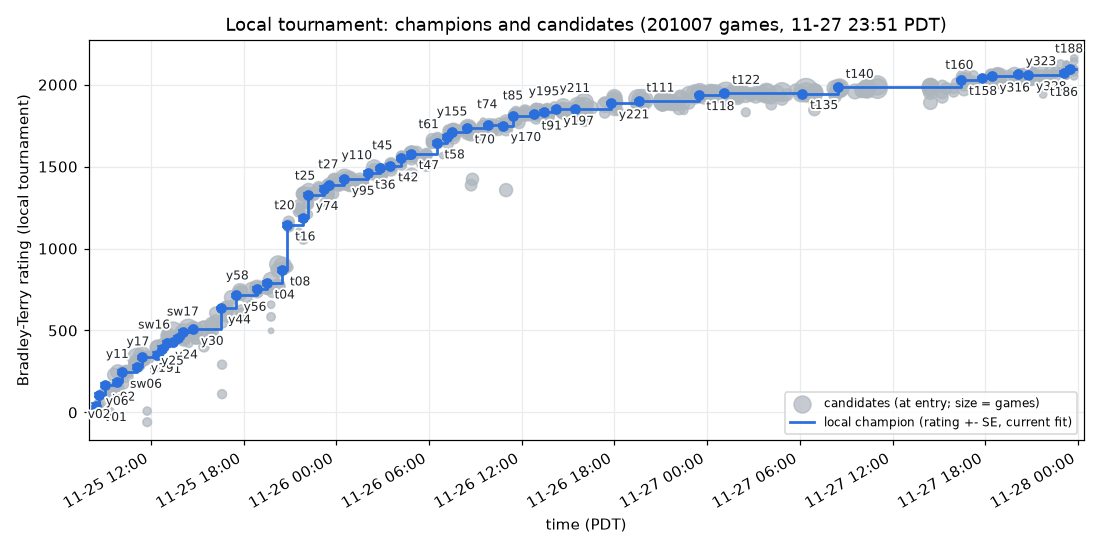 Local tournament: champions and candidates (201007 games, 11-27 23:51 PDT)
Bradley-Terry rating (local tournament)
2000
1500
1000
500
0
t188
t160
y323
t140
t122
t111
t85 y195 y211
t158 y316
t186
t118
t135
y155
t74
y221
t61
t91 y197
y170
t45
t70
y110
t58
t27
t47
t25
t42
t36
y95
t20
y74
t16
y58
t08
t04
y56
sw17
sw16
y44
y17
y30
y11
y24
y25
sw06
y06
candidates (at entry; size = games)
local champion (rating +- SE, current fit)
11-25 12:00
11-25 18:00
11-26 00:00
11-26 06:00
11-26 12:00
11-26 18:00
11-27 00:00
11-27 06:00
11-27 12:00
11-27 18:00
11-28 00:00
time (PDT)